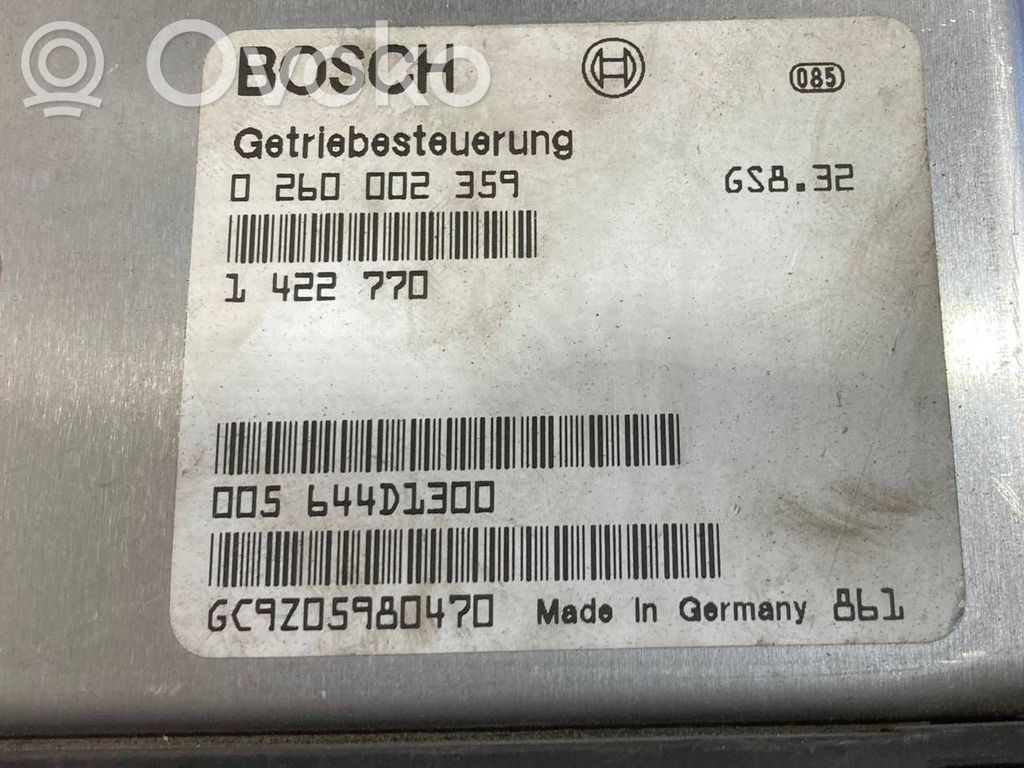 BOSCH
Ovoko
085
Getriebesteuerung
0 260 002 359 GS8.32
1 422 770
005 644D1300
GC9Z05980470 Made in Germany 861